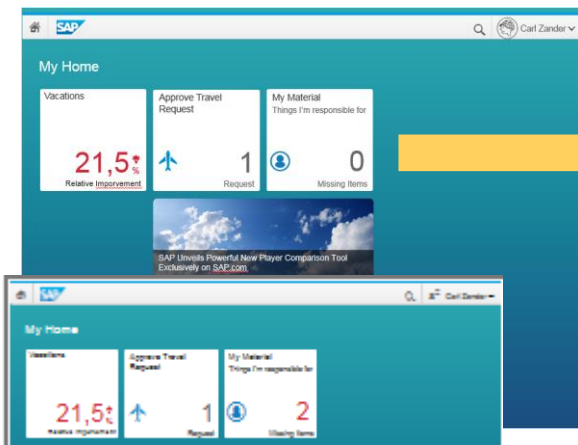 SAP
Carl Zander
My Home
Vacations
Approve Travel
Request
My Material
Things I'm responsible for
21,5
%
1
0
Relative Imporvement
Request
Missing Items
SAP Unveils Powerful New Player Comparison Tool
Exclusively on SAP.com
SAP
Carl Zander
My Home
Vacations
Approve Travel
Request
My Material
Things I'm responsible for
21,5
%
1
2
Relative Imporvement
Request
Missing Items